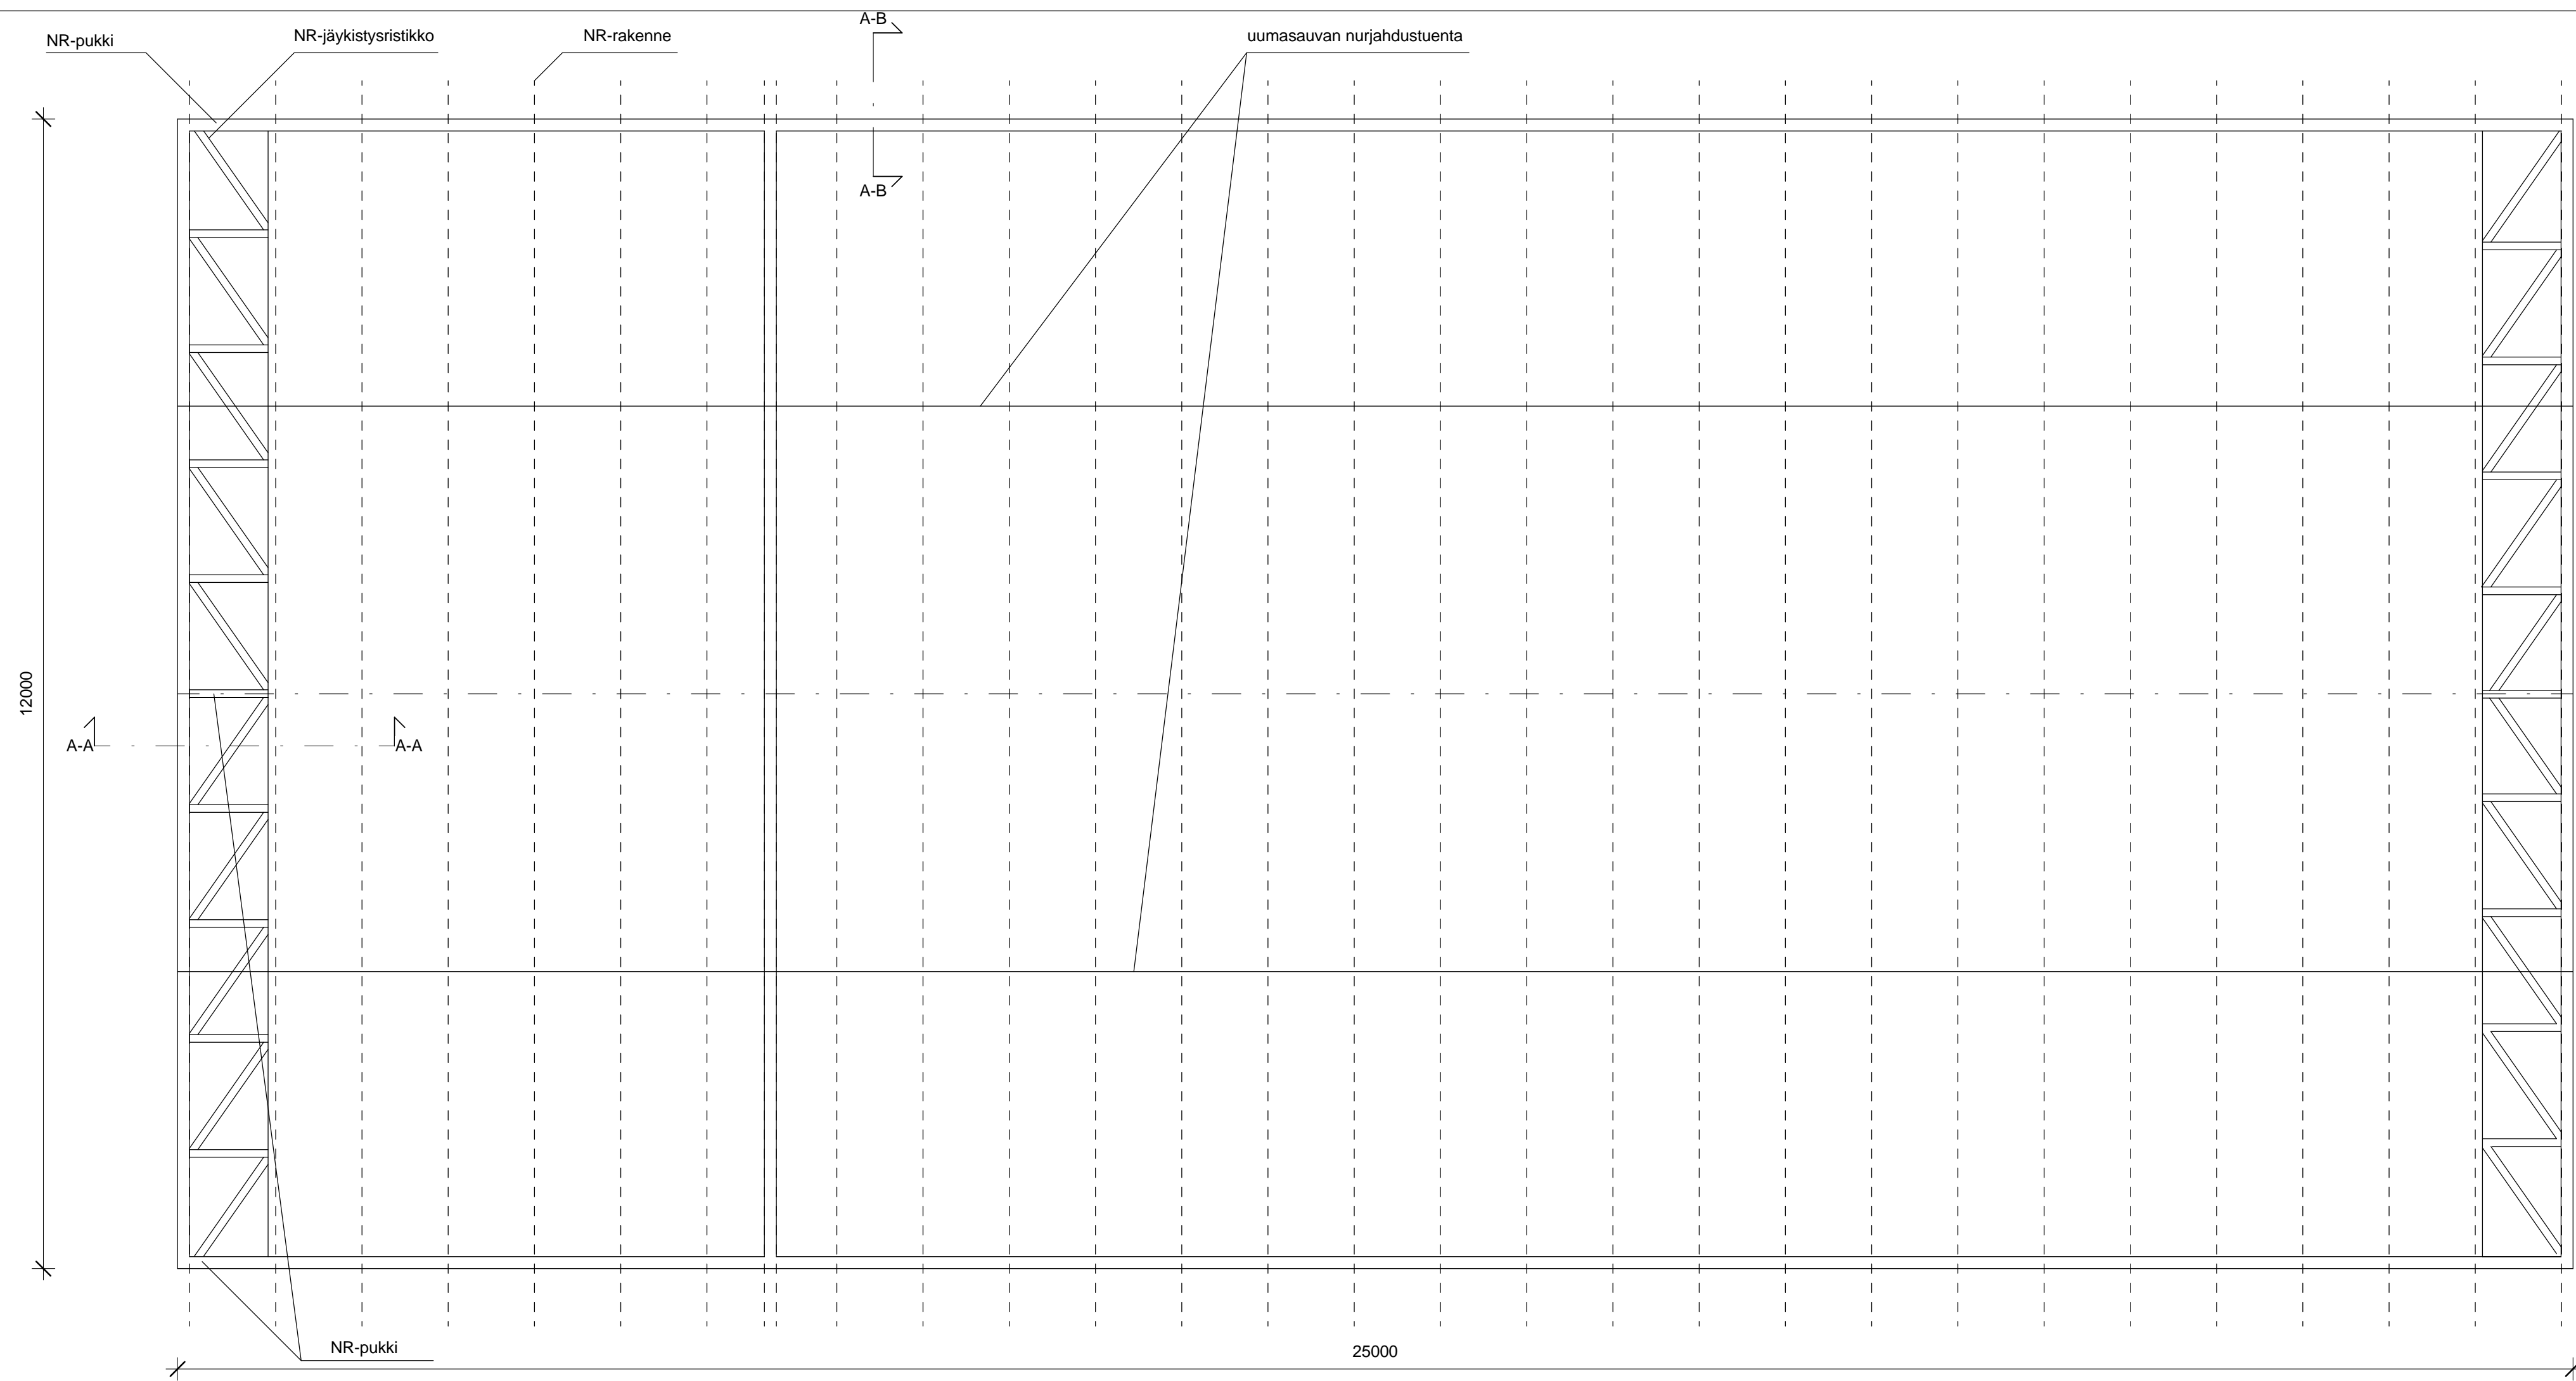 A-B
NR-pukki
NR-jäykistysristikko
NR-rakenne
uumasauvan nurjahdustuenta
A-B
12000
A-A
A-A
NR-pukki
25000